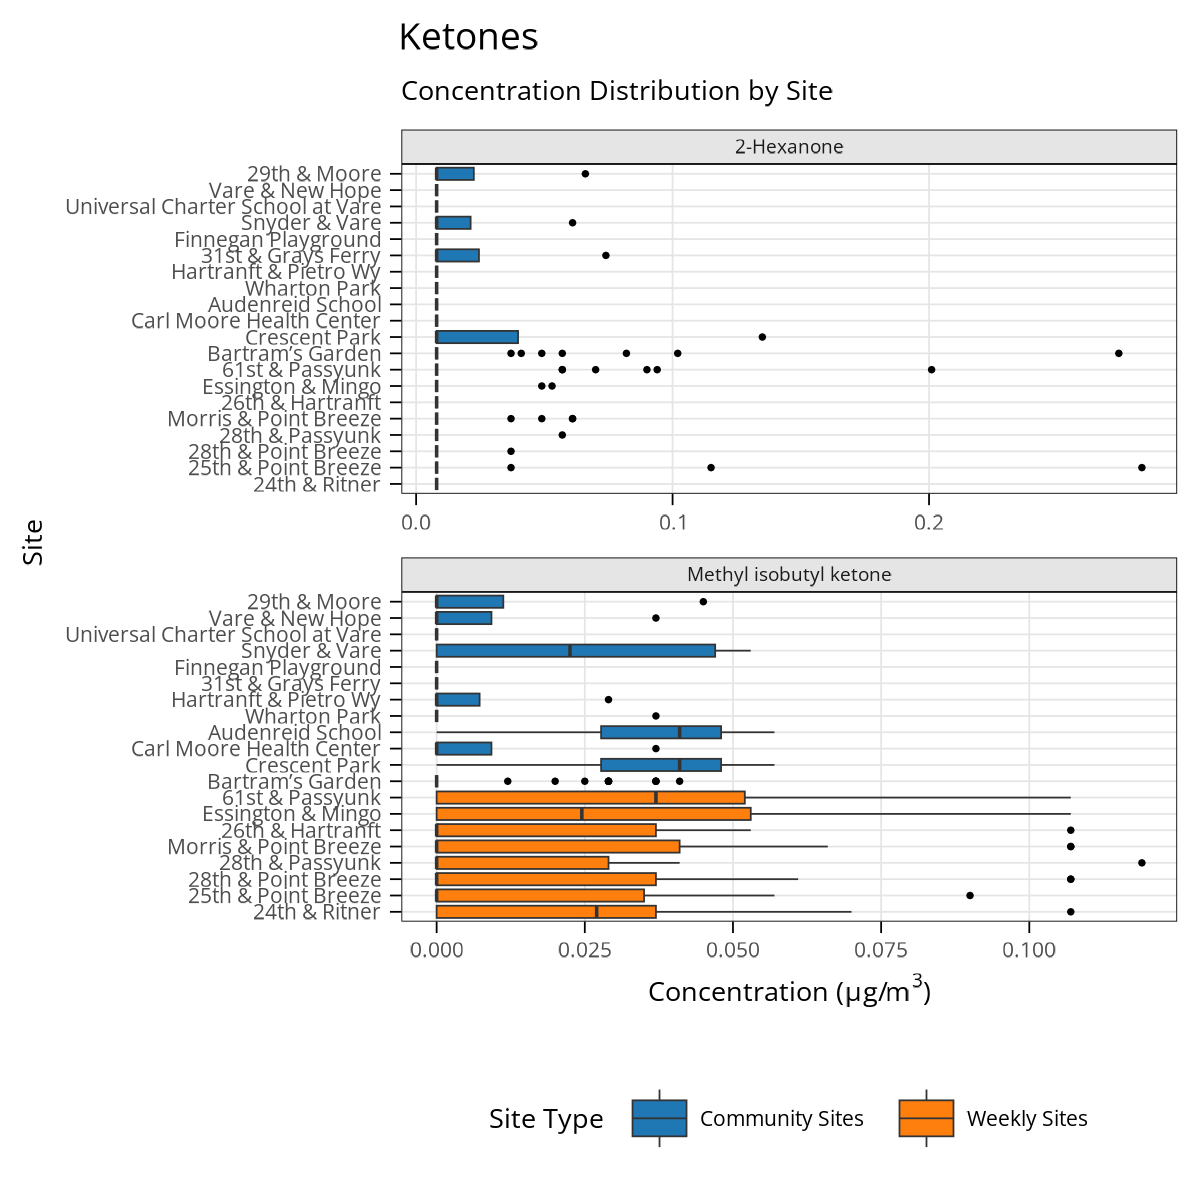 Ketones
Concentration Distribution by Site
2-Hexanone
29th & Moore
Vare & New Hope
Universal Charter School at Vare
Snyder & Vare
Finnegan Playground
31st & Grays Ferry
Hartranft & Pietro Wy
Wharton Park
Audenreid School
Carl Moore Health Center
Crescent Park
Bartram’s Garden
61st & Passyunk
Essington & Mingo
26th & Hartranft
Morris & Point Breeze
28th & Passyunk
28th & Point Breeze
25th & Point Breeze
24th & Ritner
0.0 0.1 0.2
Site
Methyl isobutyl ketone
29th & Moore
Vare & New Hope
Universal Charter School at Vare
Snyder & Vare
Finnegan Playground
31st & Grays Ferry
Hartranft & Pietro Wy
Wharton Park
Audenreid School
Carl Moore Health Center
Crescent Park
Bartram’s Garden
61st & Passyunk
Essington & Mingo
26th & Hartranft
Morris & Point Breeze
28th & Passyunk
28th & Point Breeze
25th & Point Breeze
24th & Ritner
0.000 0.025 0.050 0.075 0.100
Concentration (µg/m³)
Site Type Community Sites Weekly Sites